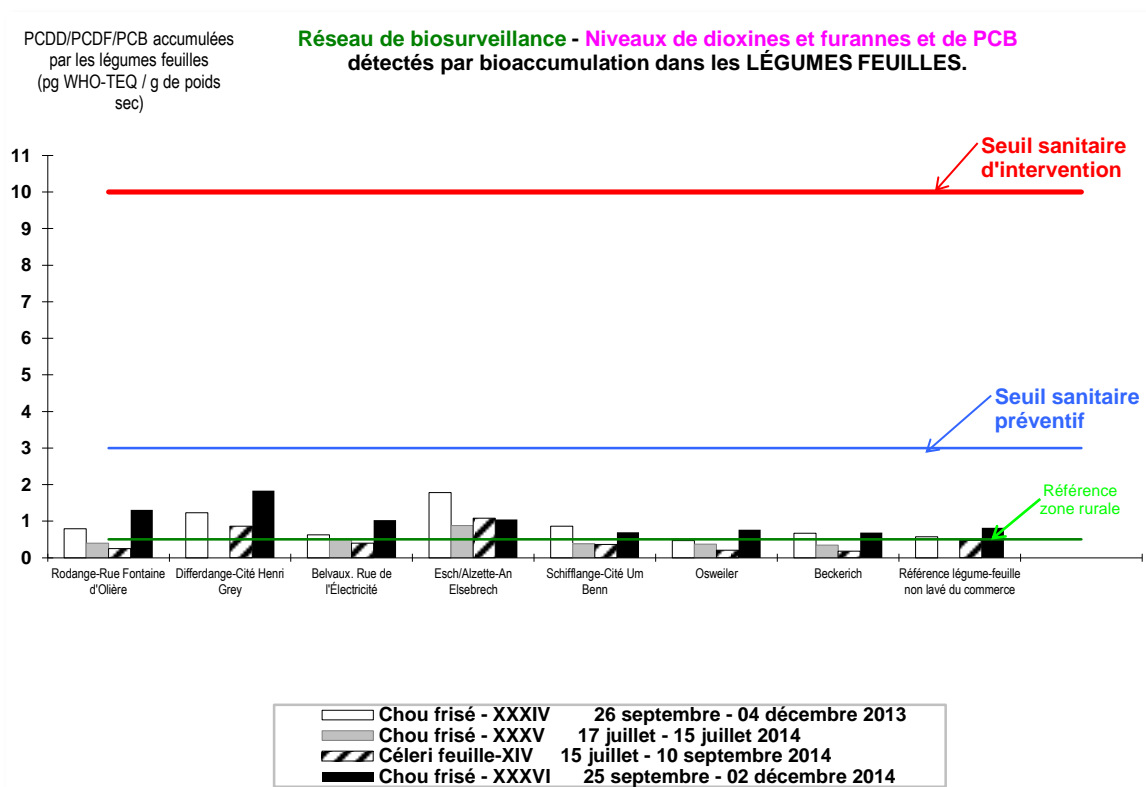 PCDD/PCDF/PCB accumulées
par les légumes feuilles
(pg WHO-TEQ / g de poids
sec)
Réseau de biosurveillance - Niveaux de dioxines et furannes et de PCB
détectés par bioaccumulation dans les LÉGUMES FEUILLES.
11
10
9
8
7
6
5
4
3
2
1
0
Seuil sanitaire
d'intervention
Seuil sanitaire
préventif
Référence
zone rurale
Rodange-Rue Fontaine
d'Olière
Differdange-Cité Henri
Grey
Belvaux. Rue de
l'Électricité
Esch/Alzette-An
Elsebrech
Schifflange-Cité Um
Benn
Osweiler
Beckerich
Référence légume-feuille
non lavé du commerce
Chou frisé - XXXIV 26 septembre - 04 décembre 2013
Chou frisé - XXXV 17 juillet - 15 juillet 2014
Céleri feuille-XIV 15 juillet - 10 septembre 2014
Chou frisé - XXXVI 25 septembre - 02 décembre 2014